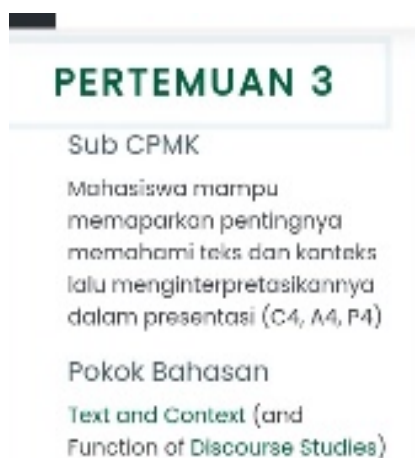 PERTEMUAN 3
Sub CPMK
Mahasiswa mampu
memaparkan pentingnya
memahami teks dan konteks
lalu menginterpretasikannya
dalam presentasi (C4, A4, P4)
Pokok Bahasan
Text and Context (and
Function of Discourse Studies)